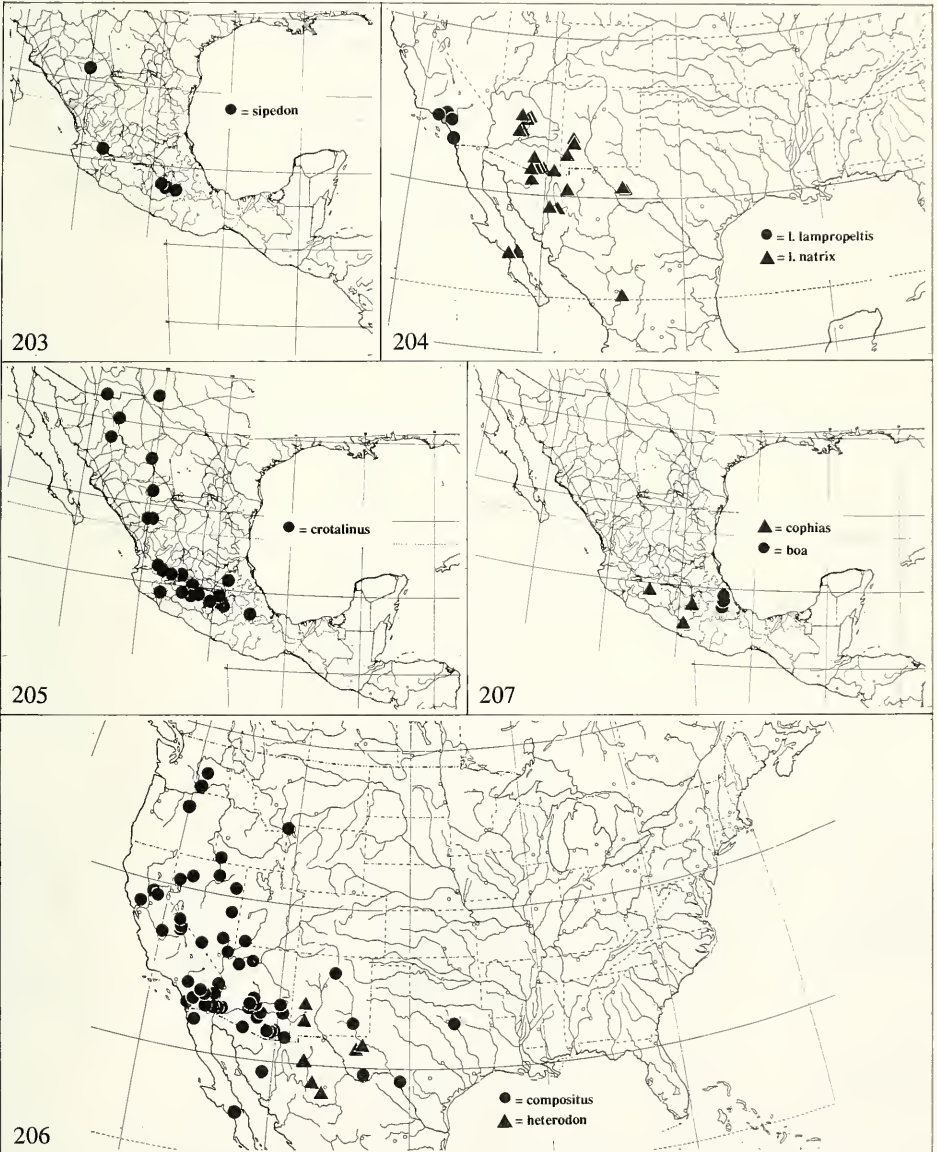 ● = sipedon
203
● = l. lampropeltis
▲ = l. natrix
204
● = crotalinus
205
▲ = cophias
● = boa
207
● = compositus
▲ = heterodon
206